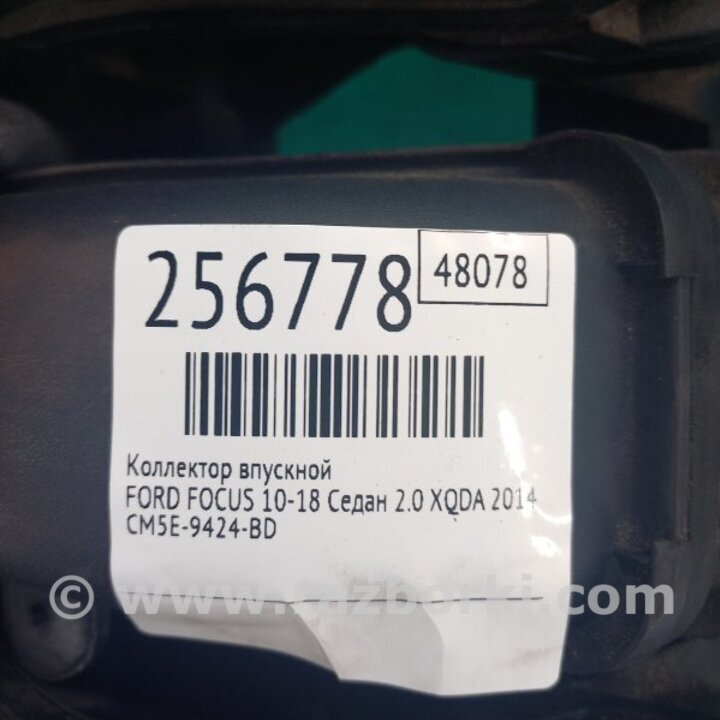 256778
48078
Коллектор впускной
FORD FOCUS 10-18 Седан 2.0 XQDA 2014
CM5E-9424-BD
© www.razborki.com